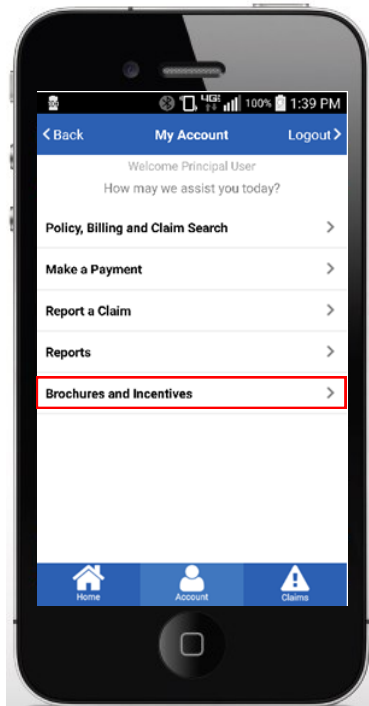 4G 100% 1:39 PM
Back My Account Logout
Welcome Principal User
How may we assist you today?
Policy, Billing and Claim Search
Make a Payment
Report a Claim
Reports
Brochures and Incentives
Home Account Claims